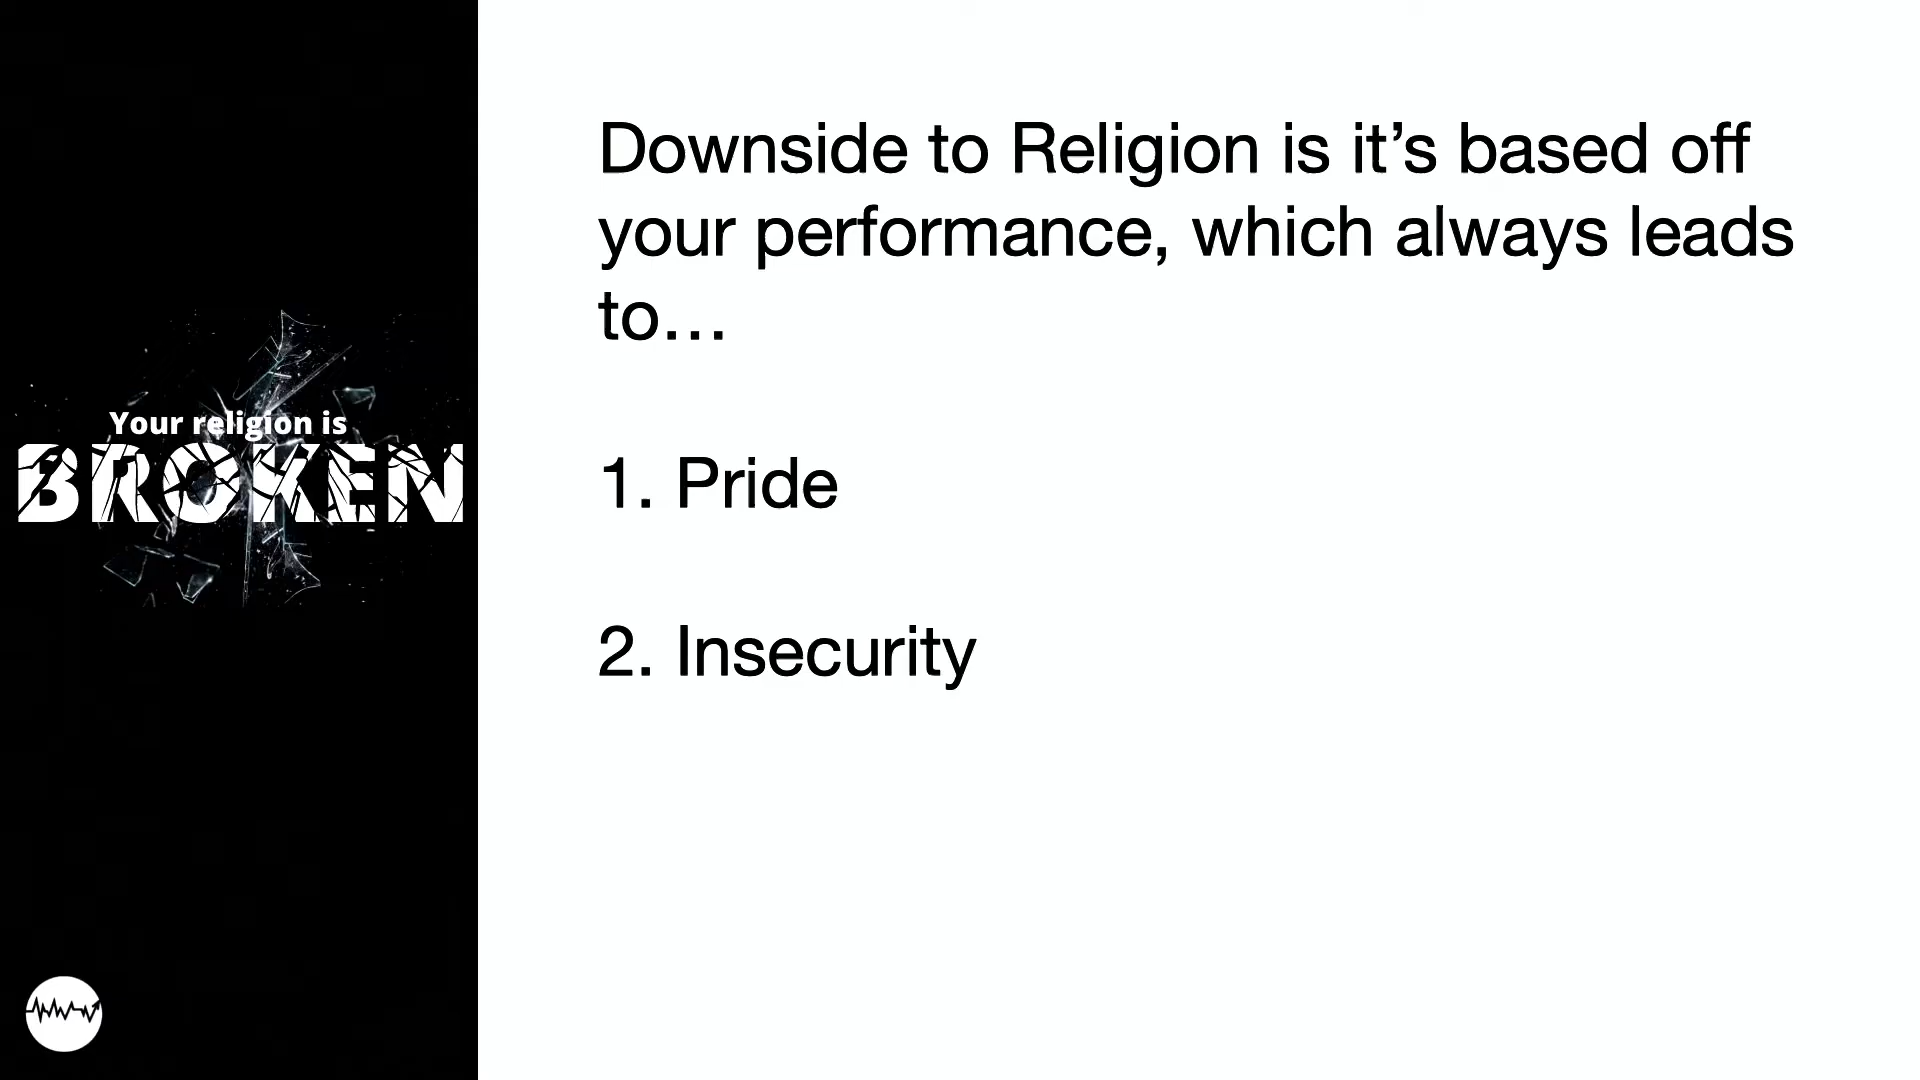 Your religion is
BROKEN
Downside to Religion is it’s based off
your performance, which always leads
to…
1. Pride
2. Insecurity